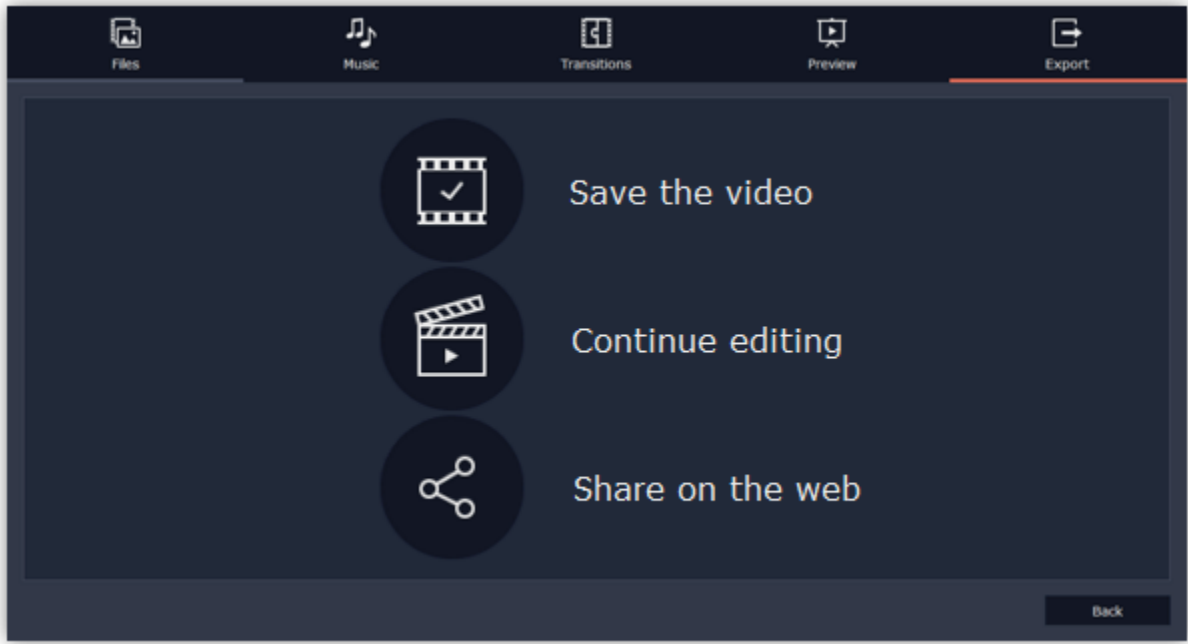 Files
Music
Transitions
Preview
Export
Save the video
Continue editing
Share on the web
Back